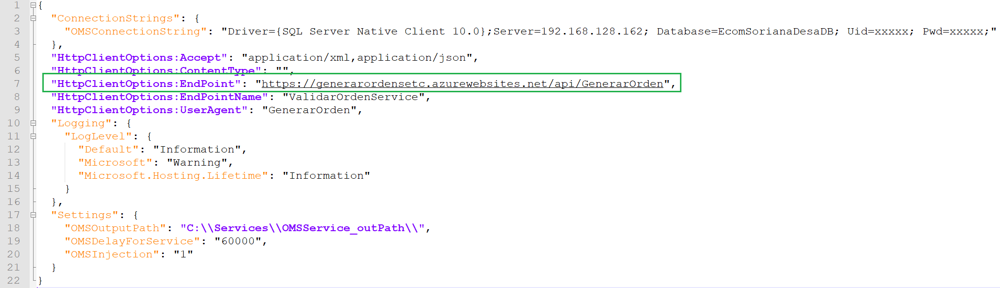 1 {
2 "ConnectionStrings": {
3 "OMSConnectionString": "Driver={SQL Server Native Client 10.0};Server=192.168.128.162; Database=EcomSorianaDesaDB; Uid=xxxxx; Pwd=xxxxx;"
4 },
5 "HttpClientOptions:Accept": "application/xml,application/json",
6 "HttpClientOptions:ContentType": "",
7 "HttpClientOptions:EndPoint": "https://generarordensetc.azurewebsites.net/api/GenerarOrden",
8 "HttpClientOptions:EndPointName": "ValidarOrdenService",
9 "HttpClientOptions:UserAgent": "GenerarOrden",
10 "Logging": {
11 "LogLevel": {
12 "Default": "Information",
13 "Microsoft": "Warning",
14 "Microsoft.Hosting.Lifetime": "Information"
15 }
16 },
17 "Settings": {
18 "OMSOutputPath": "C:\\Services\\OMSService_outPath\\",
19 "OMSDelayForService": "60000",
20 "OMSInjection": "1"
21 }
22 }